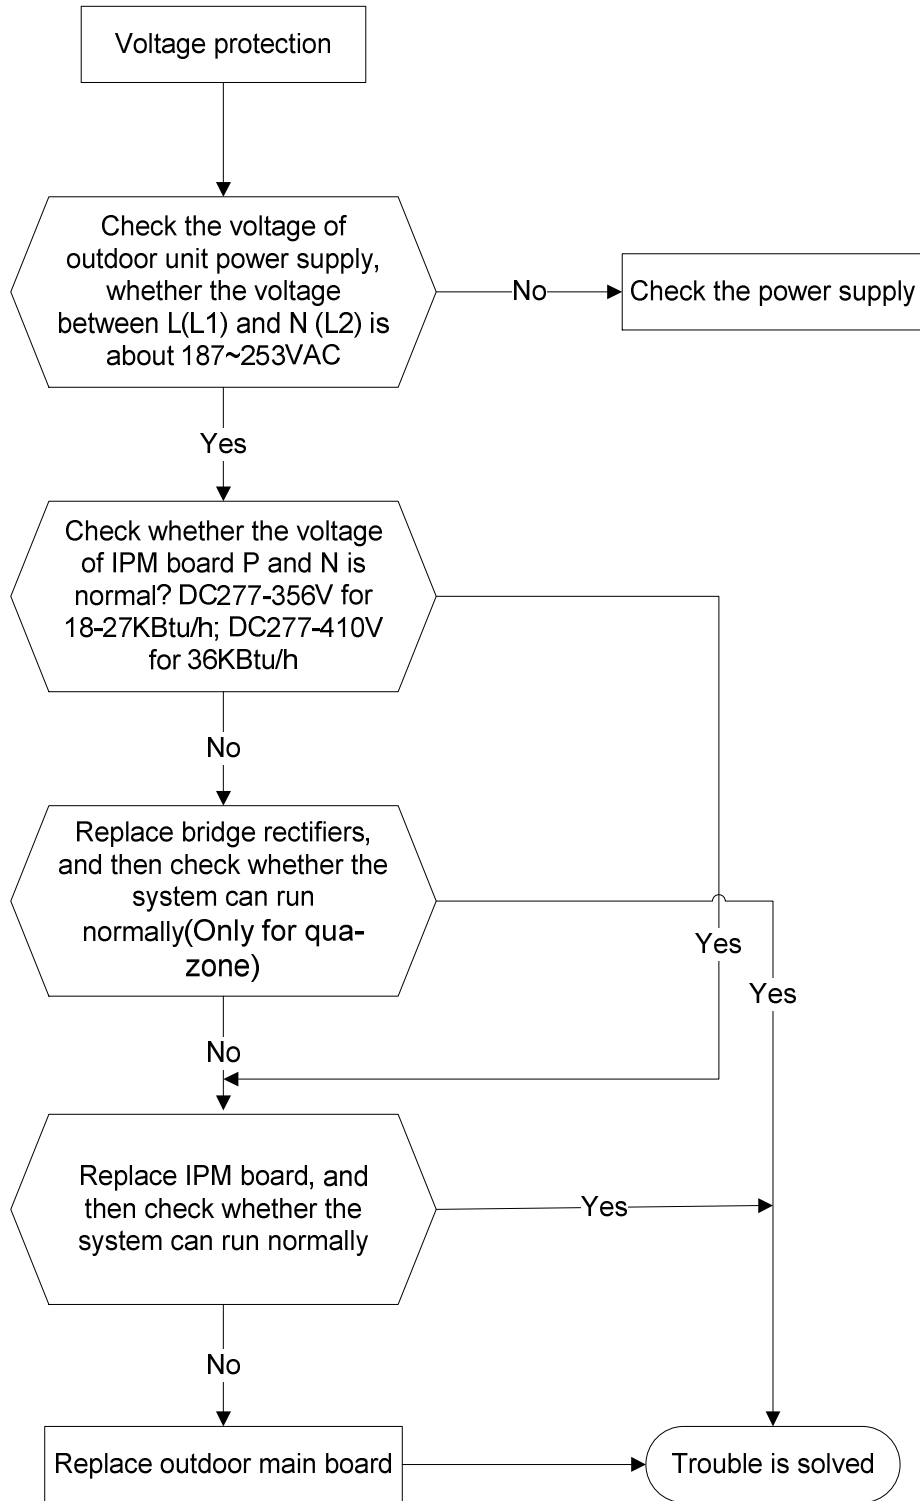 Voltage protection
Check the voltage of
outdoor unit power supply,
whether the voltage
between L(L1) and N (L2) is
about 187~253VAC
No
Check the power supply
Yes
Check whether the voltage
of IPM board P and N is
normal? DC277-356V for
18-27KBtu/h; DC277-410V
for 36KBtu/h
No
Replace bridge rectifiers,
and then check whether the
system can run
normally(Only for qua-
zone)
Yes
Yes
No
Replace IPM board, and
then check whether the
system can run normally
Yes
No
Replace outdoor main board
Trouble is solved